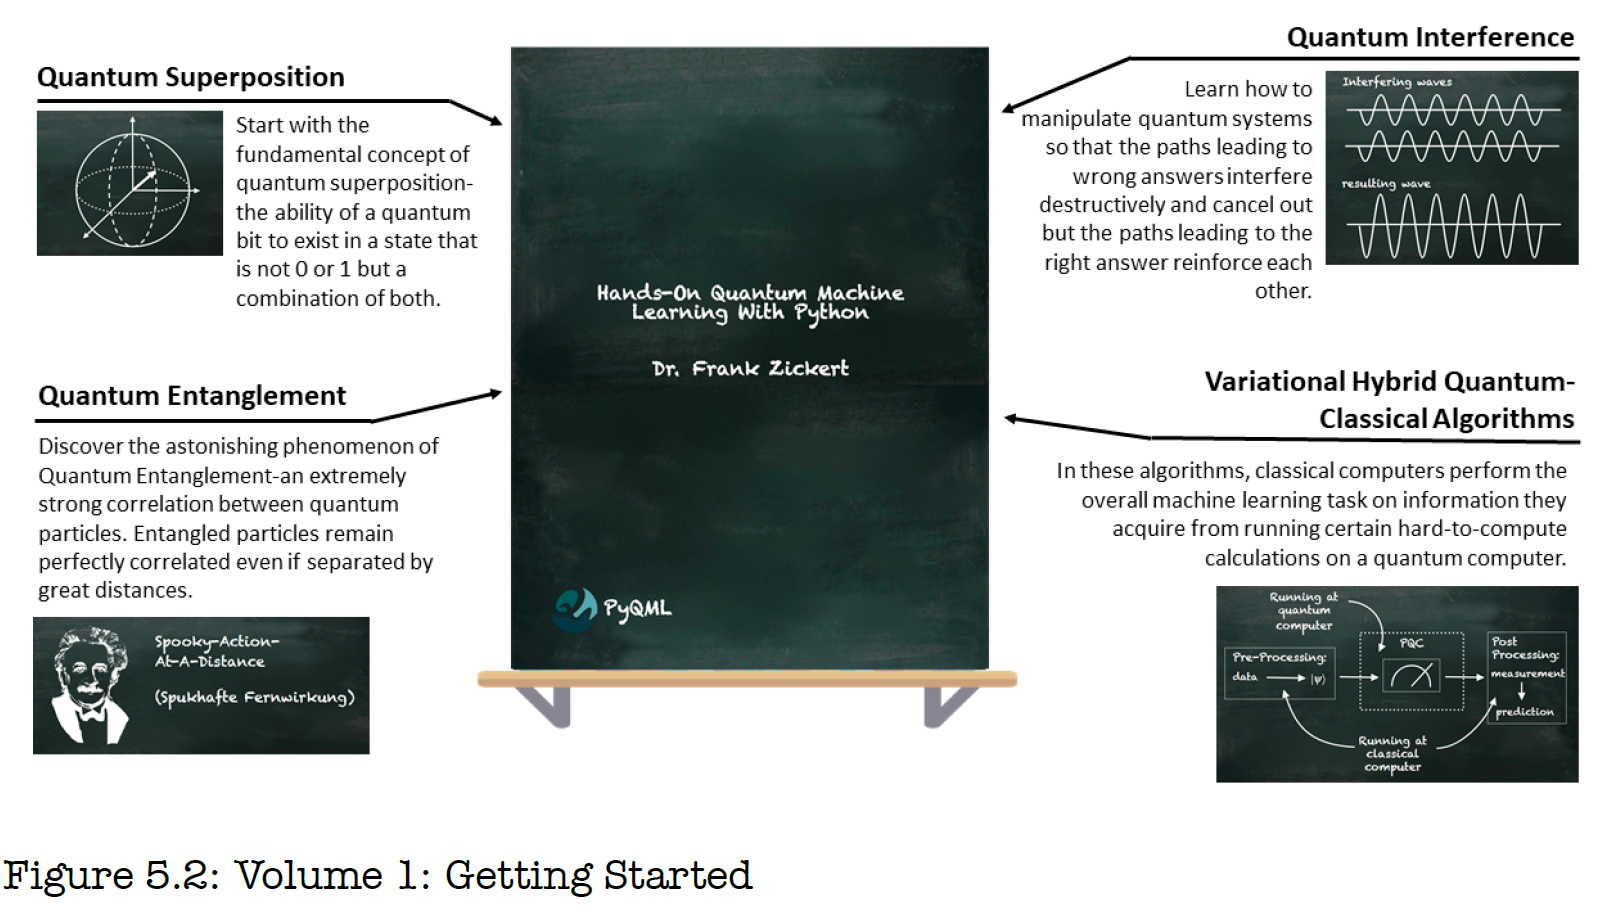 Quantum Superposition
Start with the
fundamental concept of
quantum superposition-
the ability of a quantum
bit to exist in a state that
is not 0 or 1 but a
combination of both.
Quantum Entanglement
Discover the astonishing phenomenon of
Quantum Entanglement-an extremely
strong correlation between quantum
particles. Entangled particles remain
perfectly correlated even if separated by
great distances.
Spooky-Action-
At-A-Distance
(Spukhafte Fernwirkung)
Hands-On Quantum Machine
Learning With Python
Dr. Frank Zickert
PyQML
Quantum Interference
Learn how to
manipulate quantum systems
so that the paths leading to
wrong answers interfere
destructively and cancel out
but the paths leading to the
right answer reinforce each
other.
Interfering waves
resulting wave
Variational Hybrid Quantum-
Classical Algorithms
In these algorithms, classical computers perform the
overall machine learning task on information they
acquire from running certain hard-to-compute
calculations on a quantum computer.
Running at
quantum
computer
Pre-Processing:
data
|ψ⟩
PQC
Post
Processing:
measurement
prediction
Running at
classical
computer
Figure 5.2: Volume 1: Getting Started